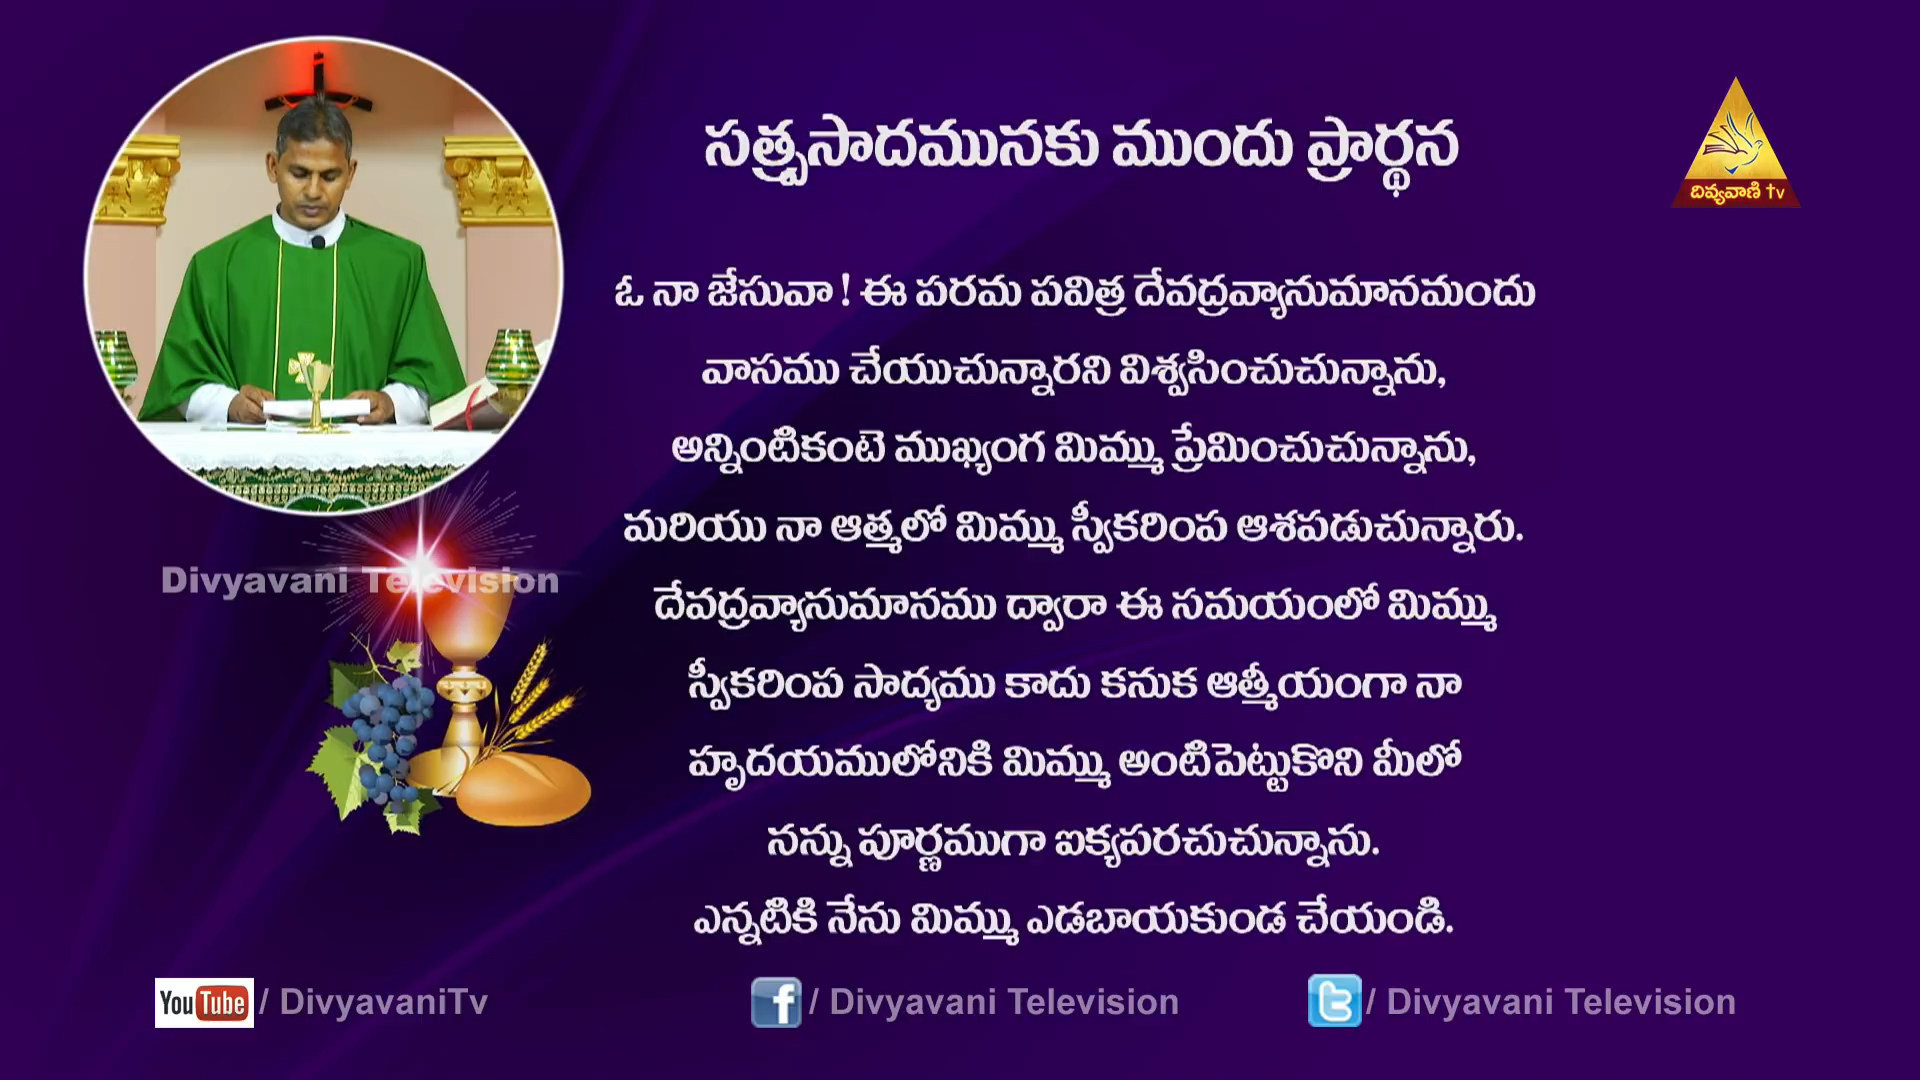 సత్ప్రసాదమునకు ముందు ప్రార్థన
దివ్యవాణి tv
ఓ నా జేసువా ! ఈ పరమ పవిత్ర దేవద్రవ్యానుమానమందు
వాసము చేయుచున్నారని విశ్వసించుచున్నాను,
అన్నింటికంటె ముఖ్యంగ మిమ్ము ప్రేమించుచున్నాను,
మరియు నా ఆత్మలో మిమ్ము స్వీకరింప ఆశపడుచున్నారు.
దేవద్రవ్యానుమానము ద్వారా ఈ సమయంలో మిమ్ము
స్వీకరింప సాద్యము కాదు కనుక ఆత్మీయంగా నా
హృదయములోనికి మిమ్ము అంటిపెట్టుకొని మీలో
నన్ను పూర్ణముగా ఐక్యపరచుచున్నాను.
ఎన్నటికి నేను మిమ్ము ఎడబాయకుండ చేయండి.
Divyavani Television
YouTube / DivyavaniTv
f / Divyavani Television
t / Divyavani Television